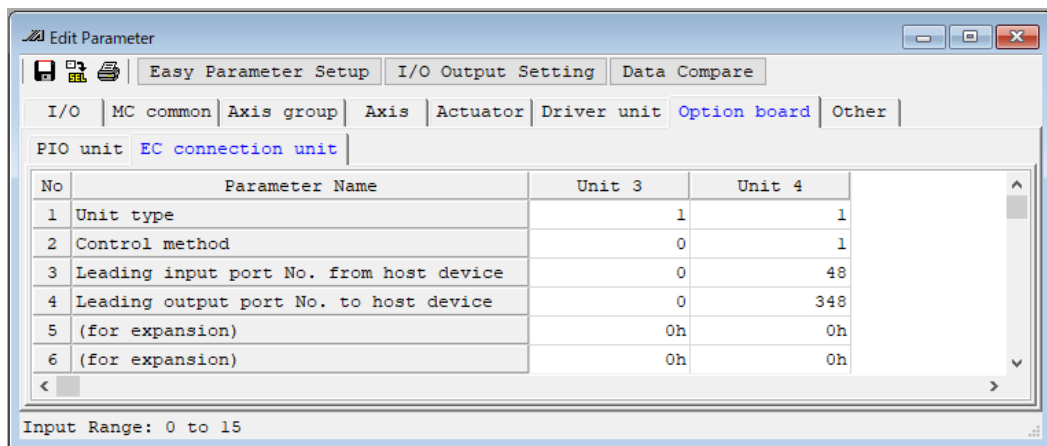 Edit Parameter
SEL Easy Parameter Setup I/O Output Setting Data Compare
I/O MC common Axis group Axis Actuator Driver unit Option board Other
PIO unit EC connection unit
No Parameter Name Unit 3 Unit 4
1 Unit type 1 1
2 Control method 0 1
3 Leading input port No. from host device 0 48
4 Leading output port No. to host device 0 348
5 (for expansion) 0h 0h
6 (for expansion) 0h 0h
Input Range: 0 to 15